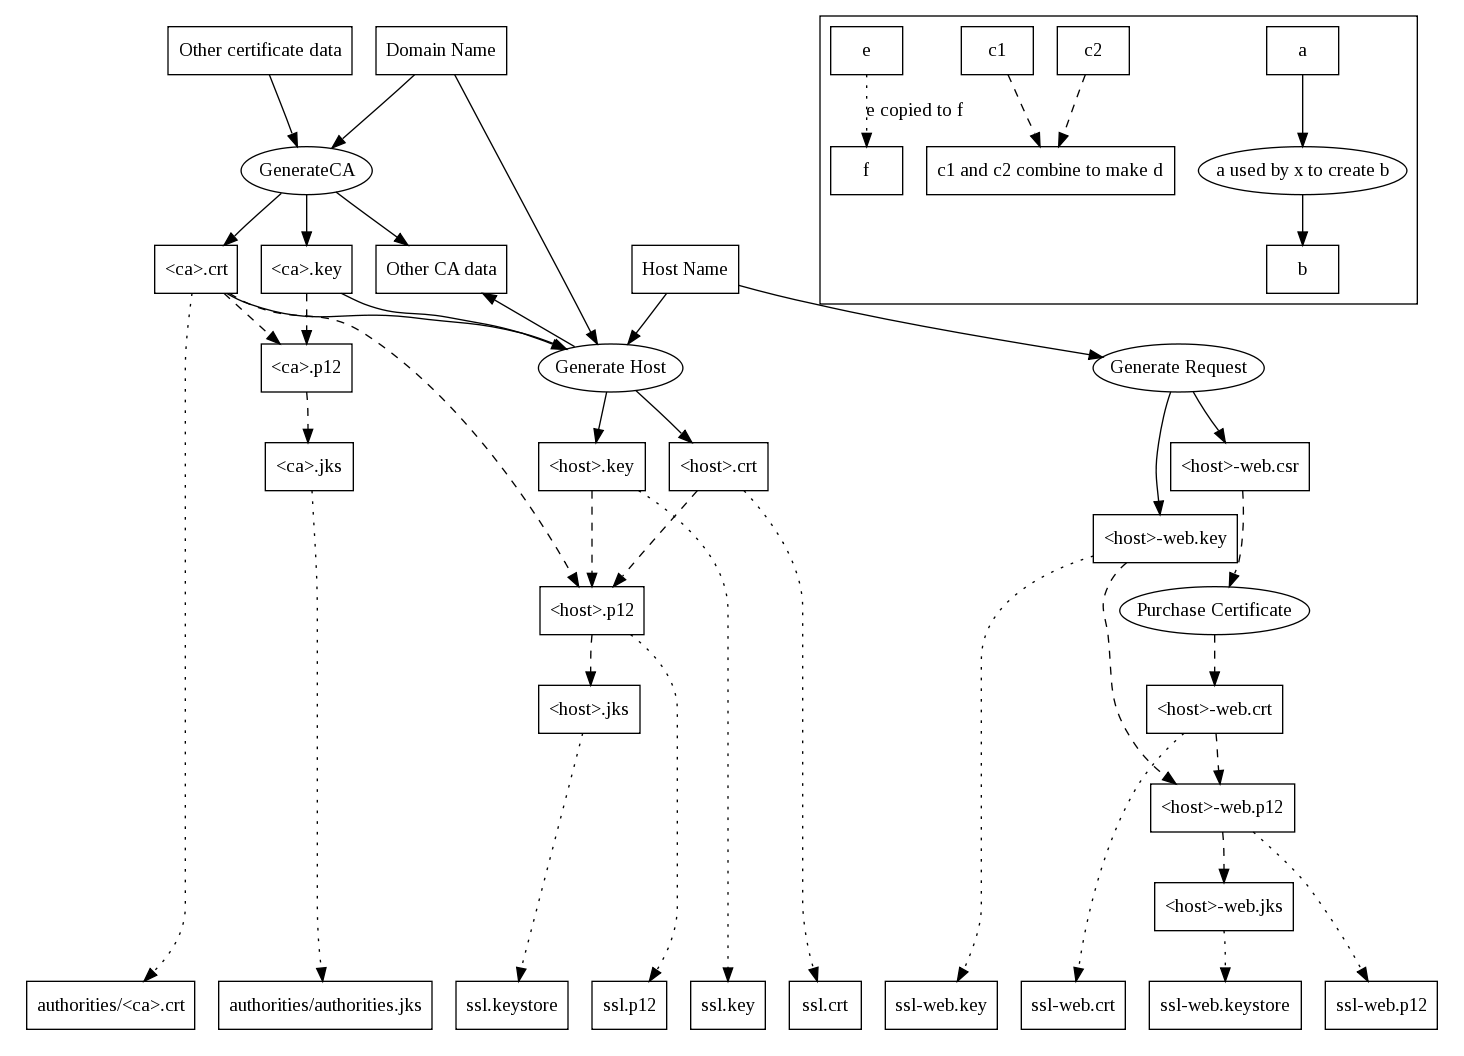 Other certificate data
Domain Name
e
c1
c2
a
e copied to f
GenerateCA
f
c1 and c2 combine to make d
a used by x to create b
<ca>.crt
<ca>.key
Other CA data
Host Name
b
<ca>.p12
Generate Host
Generate Request
<ca>.jks
<host>.key
<host>.crt
<host>-web.csr
<host>-web.key
<host>.p12
Purchase Certificate
<host>.jks
<host>-web.crt
<host>-web.p12
<host>-web.jks
authorities/<ca>.crt
authorities/authorities.jks
ssl.keystore
ssl.p12
ssl.key
ssl.crt
ssl-web.key
ssl-web.crt
ssl-web.keystore
ssl-web.p12